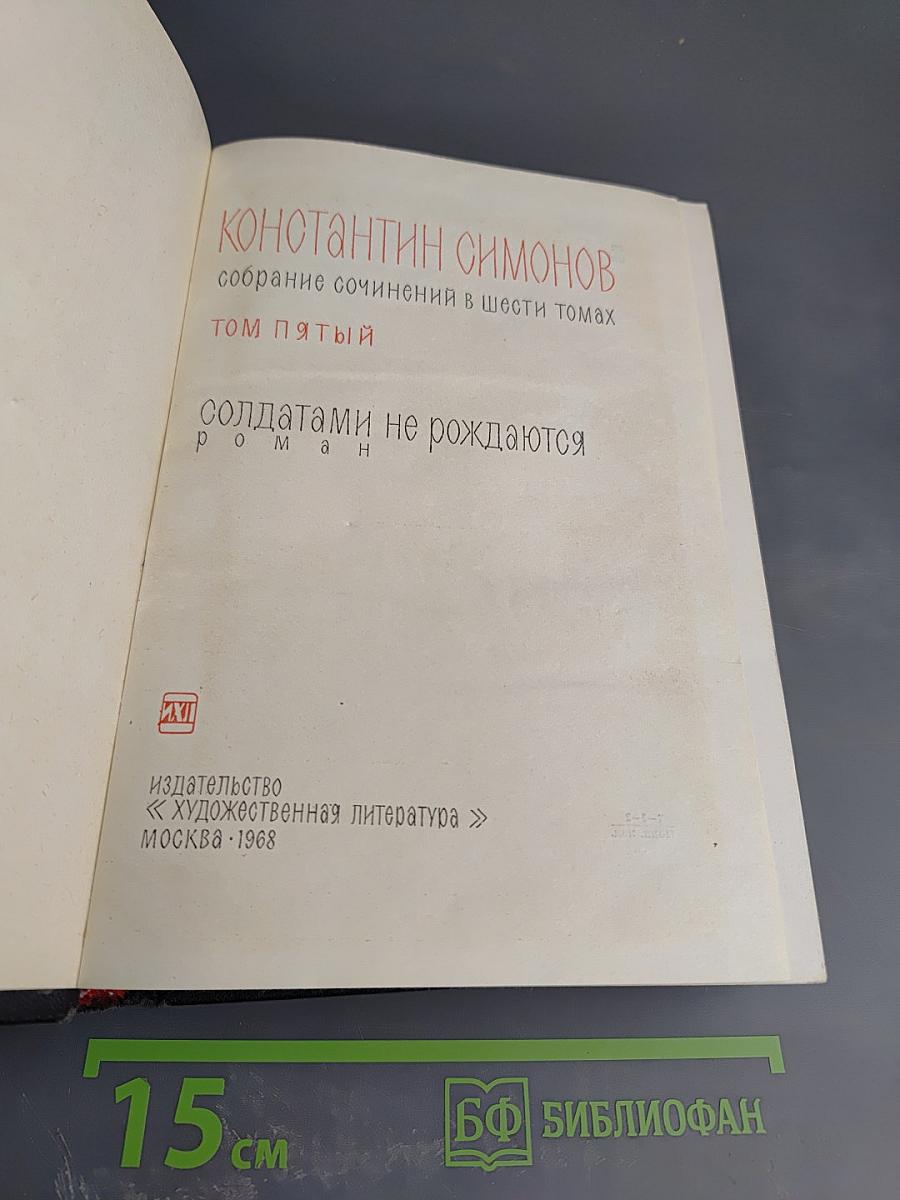 КОНСТАНТИН СИМОНОВ
СОБРАНИЕ СОЧИНЕНИЙ В ШЕСТИ ТОМАХ
ТОМ ПЯТЫЙ
СОЛДАТАМИ НЕ РОЖДАЮТСЯ
РОМАН
ИХЛ
ИЗДАТЕЛЬСТВО
« ХУДОЖЕСТВЕННАЯ ЛИТЕРАТУРА »
МОСКВА · 1968
15 см
БФ БИБЛИОФАН